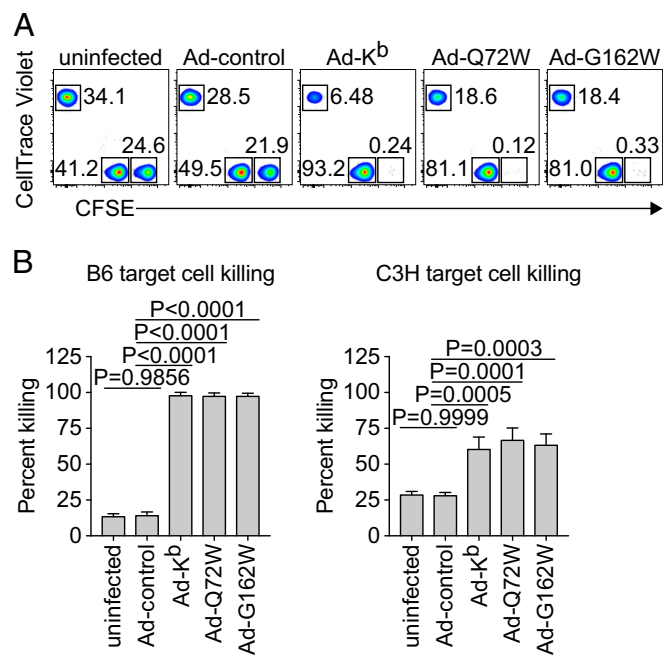 A
uninfected Ad-control Ad-Kb Ad-Q72W Ad-G162W
CellTrace Violet
34.1 28.5 6.48 18.6 18.4
24.6 21.9 0.24 0.12 0.33
41.2 49.5 93.2 81.1 81.0
CFSE
B
B6 target cell killing
P<0.0001
P<0.0001
P<0.0001
P=0.9856
Percent killing
125
100
75
50
25
0
uninfected
Ad-control
Ad-Kb
Ad-Q72W
Ad-G162W
C3H target cell killing
P=0.0003
P=0.0001
P=0.0005
P=0.9999
Percent killing
125
100
75
50
25
0
uninfected
Ad-control
Ad-Kb
Ad-Q72W
Ad-G162W